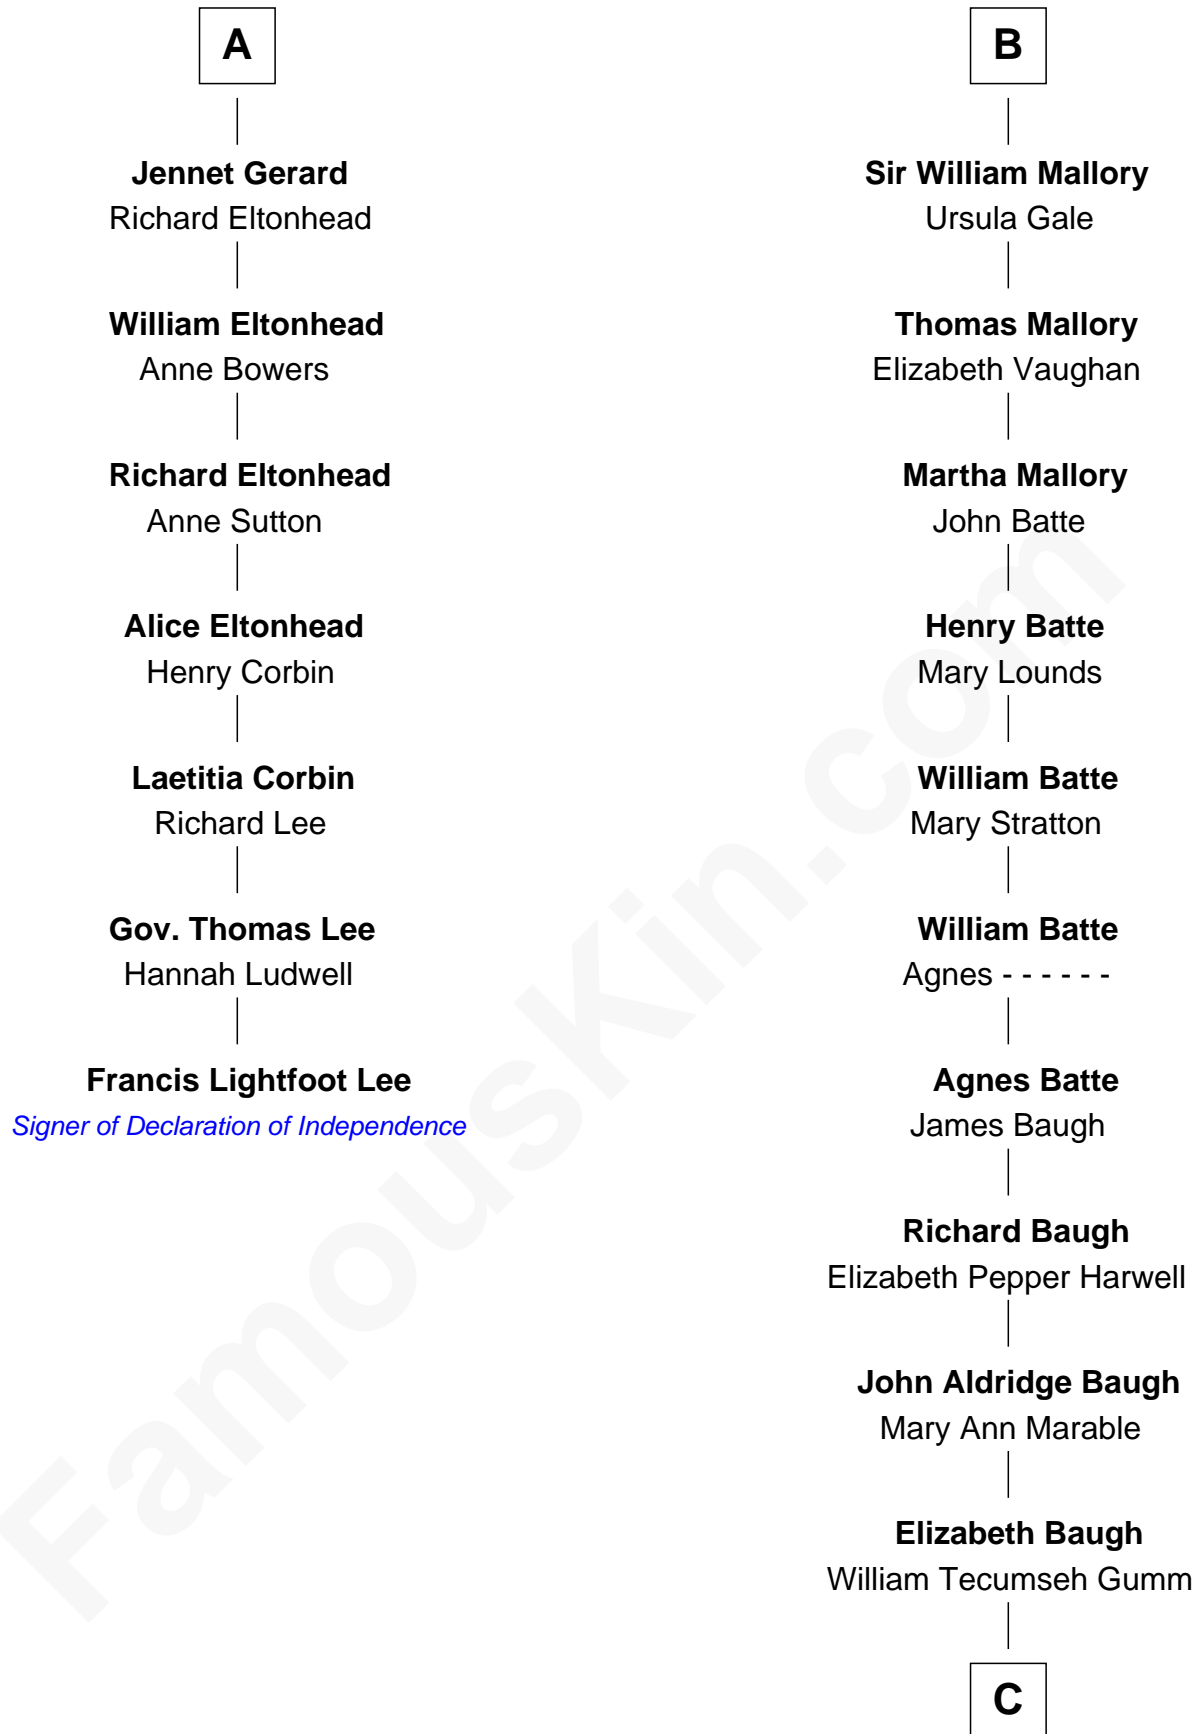 A
Jennet Gerard
Richard Eltonhead
William Eltonhead
Anne Bowers
Richard Eltonhead
Anne Sutton
Alice Eltonhead
Henry Corbin
Laetitia Corbin
Richard Lee
Gov. Thomas Lee
Hannah Ludwell
Francis Lightfoot Lee
Signer of Declaration of Independence
B
Sir William Mallory
Ursula Gale
Thomas Mallory
Elizabeth Vaughan
Martha Mallory
John Batte
Henry Batte
Mary Lounds
William Batte
Mary Stratton
William Batte
Agnes - - - - - -
Agnes Batte
James Baugh
Richard Baugh
Elizabeth Pepper Harwell
John Aldridge Baugh
Mary Ann Marable
Elizabeth Baugh
William Tecumseh Gumm
C
FamousKin.com